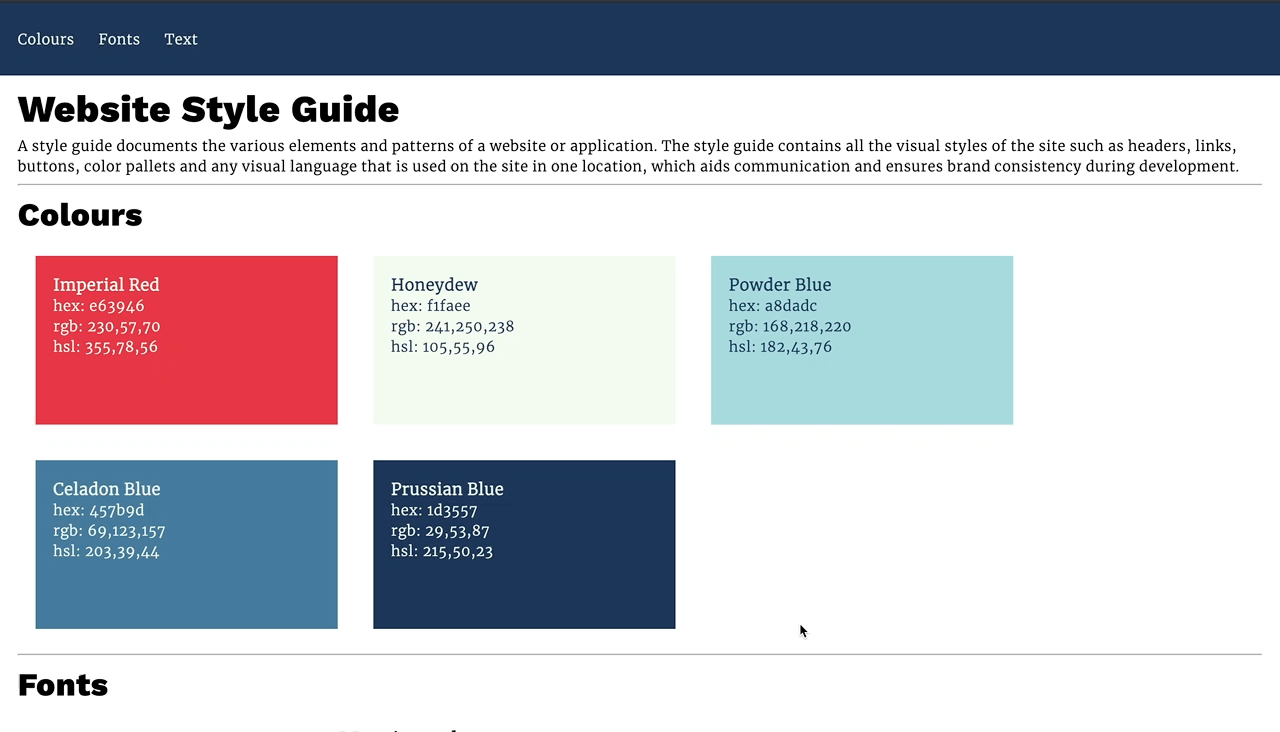 Colours Fonts Text
Website Style Guide
A style guide documents the various elements and patterns of a website or application. The style guide contains all the visual styles of the site such as headers, links,
buttons, color pallets and any visual language that is used on the site in one location, which aids communication and ensures brand consistency during development.
Colours
Imperial Red
hex: e63946
rgb: 230,57,70
hsl: 355,78,56
Honeydew
hex: f1faee
rgb: 241,250,238
hsl: 105,55,96
Powder Blue
hex: a8dadc
rgb: 168,218,220
hsl: 182,43,76
Celadon Blue
hex: 457b9d
rgb: 69,123,157
hsl: 203,39,44
Prussian Blue
hex: 1d3557
rgb: 29,53,87
hsl: 215,50,23
Fonts